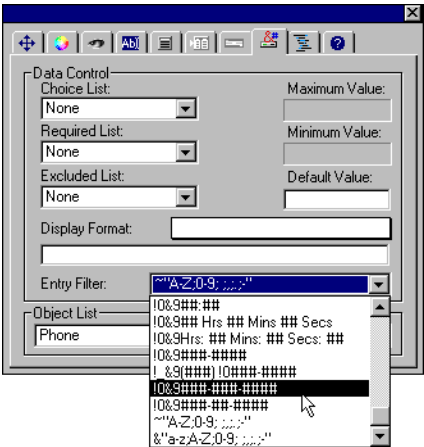 Data Control
Choice List:
Maximum Value:
None
Required List:
Minimum Value:
None
Excluded List:
Default Value:
None
Display Format:
Entry Filter:
~"A-Z;0-9; ;,;.;-"
!0&9##:##
!0&9## Hrs ## Mins ## Secs
!0&9Hrs: ## Mins: ## Secs: ##
!0&9###-####
!_&9(###) !0###-####
!0&9###-###-####
!0&9###-##-####
~"A-Z;0-9; ;,;.;-"
&"a-z;A-Z;0-9; ;,;.;-"
Object List
Phone